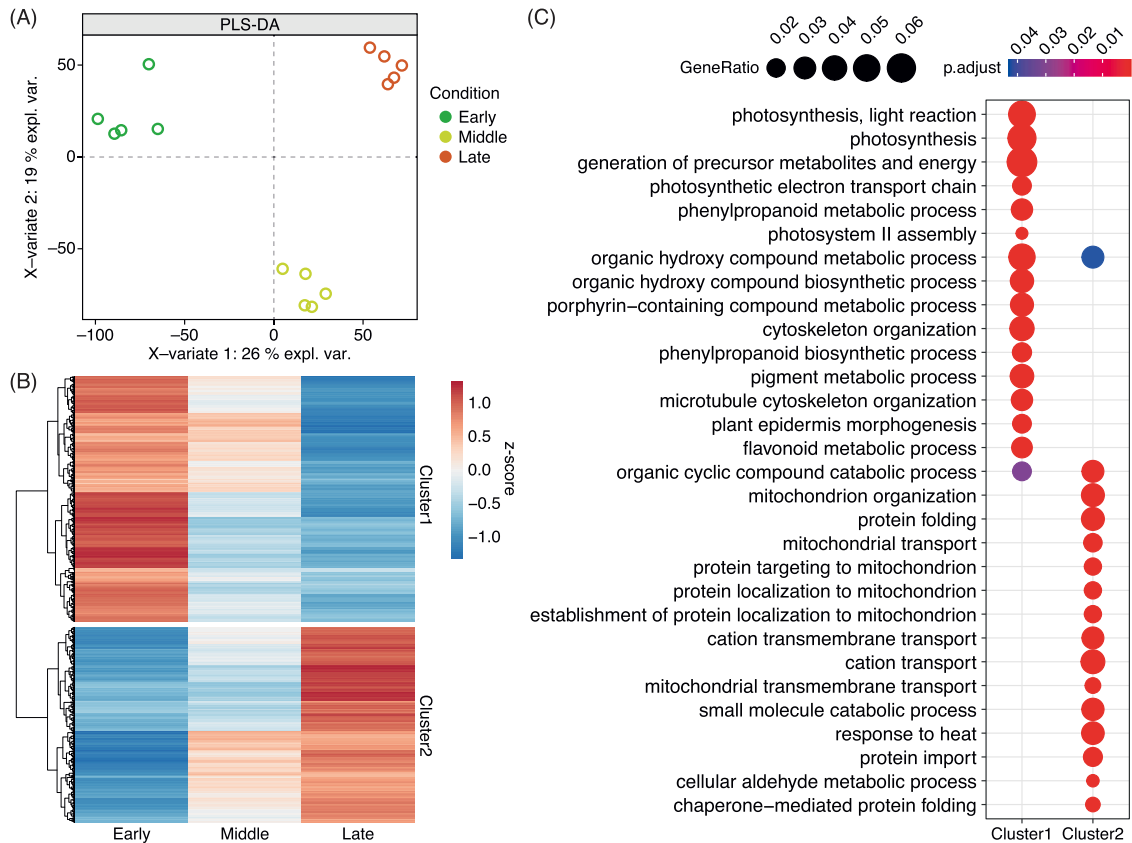 (A)
PLS-DA
50
0
−50
−100
−50
0
50
X−variate 2: 19 % expl. var.
X−variate 1: 26 % expl. var.
Condition
Early
Middle
Late
(B)
Cluster1
Cluster2
1.0
0.5
0.0
−0.5
−1.0
z-score
Early
Middle
Late
(C)
GeneRatio
0.02
0.03
0.04
0.05
0.06
p.adjust
0.04
0.03
0.02
0.01
photosynthesis, light reaction
photosynthesis
generation of precursor metabolites and energy
photosynthetic electron transport chain
phenylpropanoid metabolic process
photosystem II assembly
organic hydroxy compound metabolic process
organic hydroxy compound biosynthetic process
porphyrin−containing compound metabolic process
cytoskeleton organization
phenylpropanoid biosynthetic process
pigment metabolic process
microtubule cytoskeleton organization
plant epidermis morphogenesis
flavonoid metabolic process
organic cyclic compound catabolic process
mitochondrion organization
protein folding
mitochondrial transport
protein targeting to mitochondrion
protein localization to mitochondrion
establishment of protein localization to mitochondrion
cation transmembrane transport
cation transport
mitochondrial transmembrane transport
small molecule catabolic process
response to heat
protein import
cellular aldehyde metabolic process
chaperone−mediated protein folding
Cluster1
Cluster2